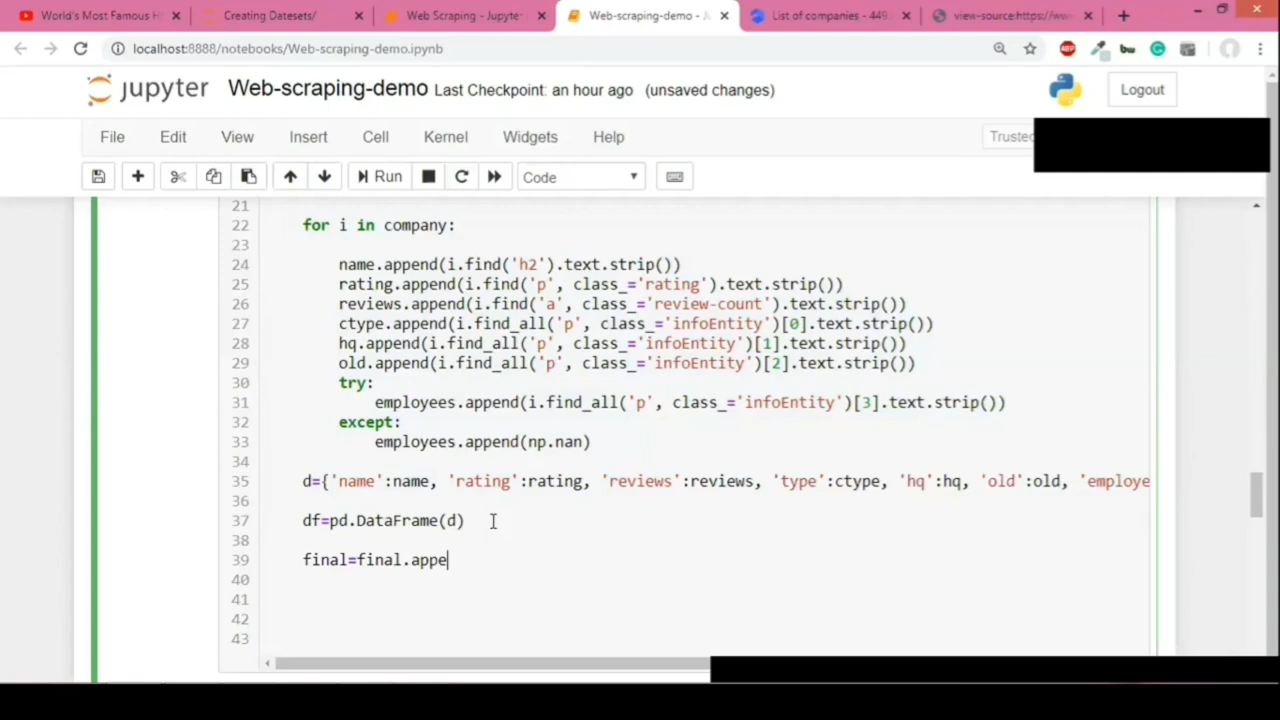 World's Most Famous H
Creating Datesets/
Web Scraping - Jupyter
Web-scraping-demo - J
List of companies - 449
view-source:https://ww
localhost:8888/notebooks/Web-scraping-demo.ipynb
ABP
jupyter Web-scraping-demo Last Checkpoint: an hour ago (unsaved changes)
Logout
File Edit View Insert Cell Kernel Widgets Help
Trusted
Run
Code
21
22 for i in company:
23
24 name.append(i.find('h2').text.strip())
25 rating.append(i.find('p', class_='rating').text.strip())
26 reviews.append(i.find('a', class_='review-count').text.strip())
27 ctype.append(i.find_all('p', class_='infoEntity')[0].text.strip())
28 hq.append(i.find_all('p', class_='infoEntity')[1].text.strip())
29 old.append(i.find_all('p', class_='infoEntity')[2].text.strip())
30 try:
31 employees.append(i.find_all('p', class_='infoEntity')[3].text.strip())
32 except:
33 employees.append(np.nan)
34
35 d={'name':name, 'rating':rating, 'reviews':reviews, 'type':ctype, 'hq':hq, 'old':old, 'employe
36
37 df=pd.DataFrame(d)
38
39 final=final.appe
40
41
42
43